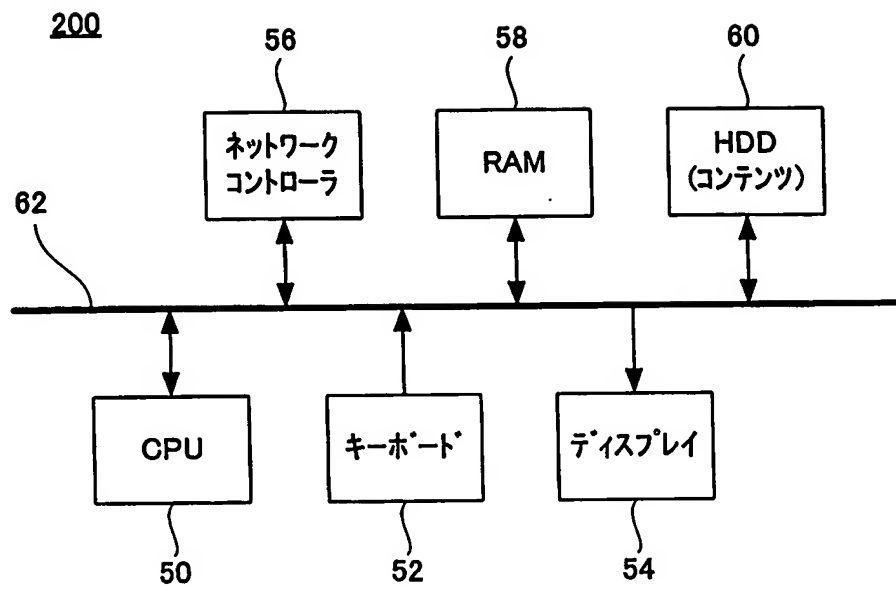 200
56
58
60
ネットワーク
コントローラ
RAM
HDD
(コンテンツ)
62
CPU
キーボード
ディスプレイ
50
52
54